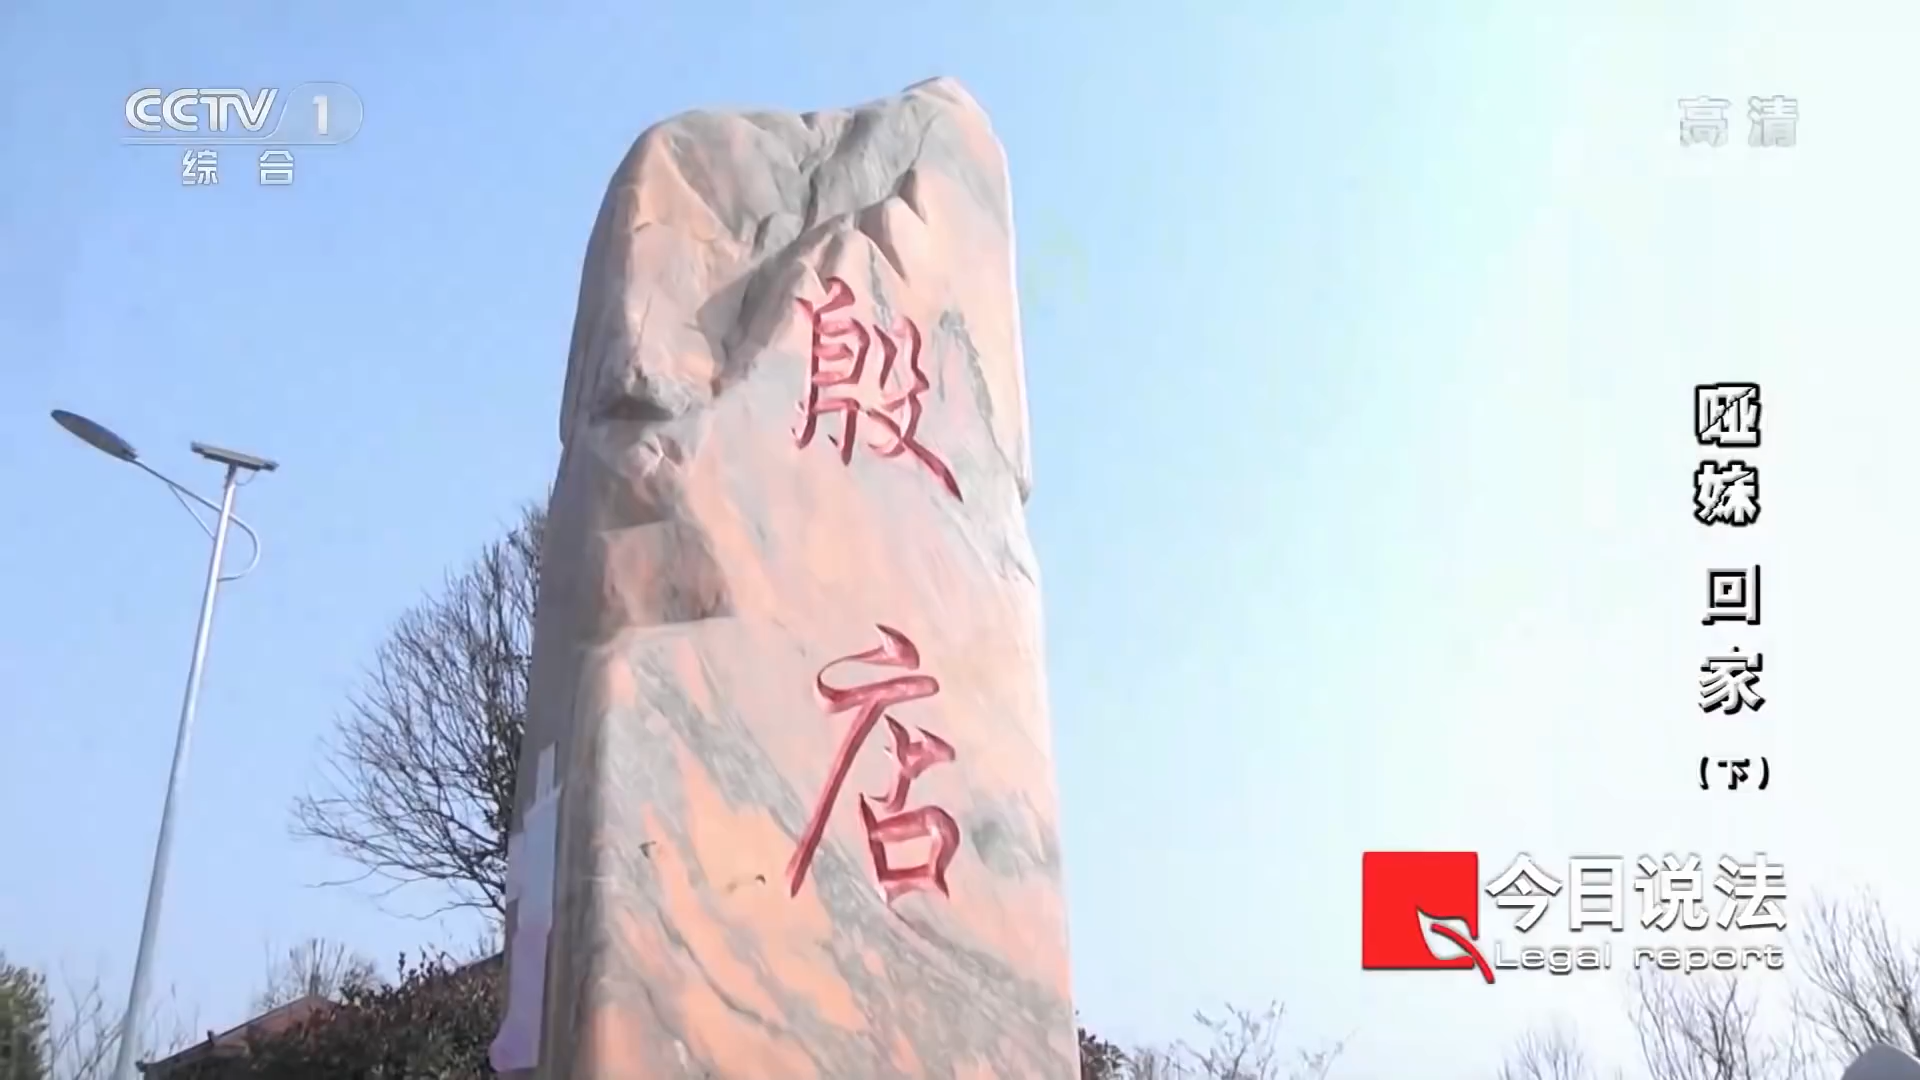 CCTV 1
综合
高清
殷店
哑妹回家
（下）
今日说法
Legal report